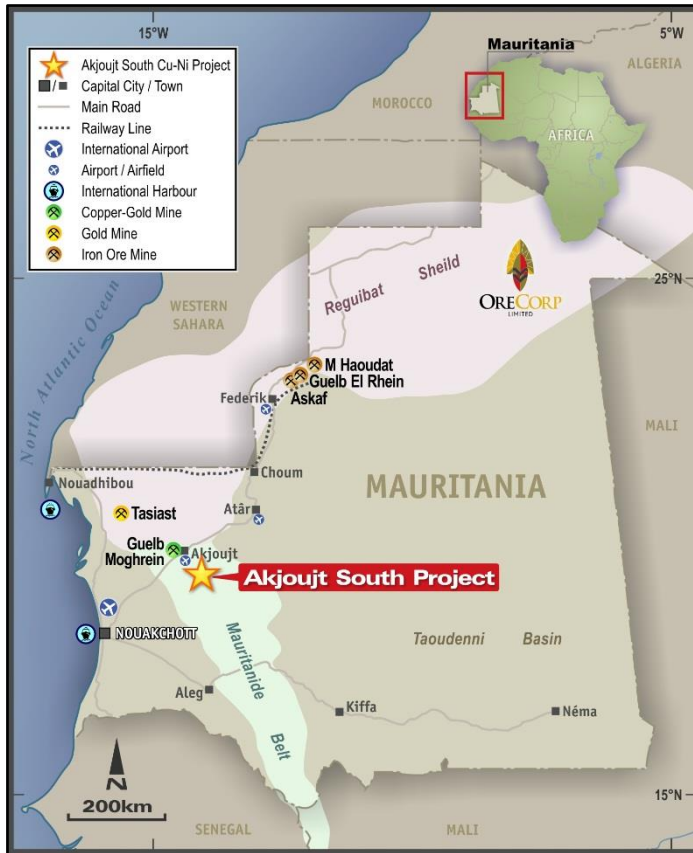 15°W
5°W
Akjoujt South Cu-Ni Project
Capital City / Town
Main Road
Railway Line
International Airport
Airport / Airfield
International Harbour
Copper-Gold Mine
Gold Mine
Iron Ore Mine
Mauritania
ALGERIA
MOROCCO
AFRICA
North Atlantic Ocean
WESTERN
SAHARA
Reguibat Sheild
ORECORP
LIMITED
25°N
M Haoudat
Guelb El Rhein
Askaf
Federik
MALI
Choum
Nouadhibou
MAURITANIA
Tasiast
Atâr
Guelb
Moghrein
Akjoujt
Akjoujt South Project
NOUAKCHOTT
Taoudenni Basin
Mauritanide
Belt
Aleg
Kiffa
Néma
N
200km
15°N
SENEGAL
MALI